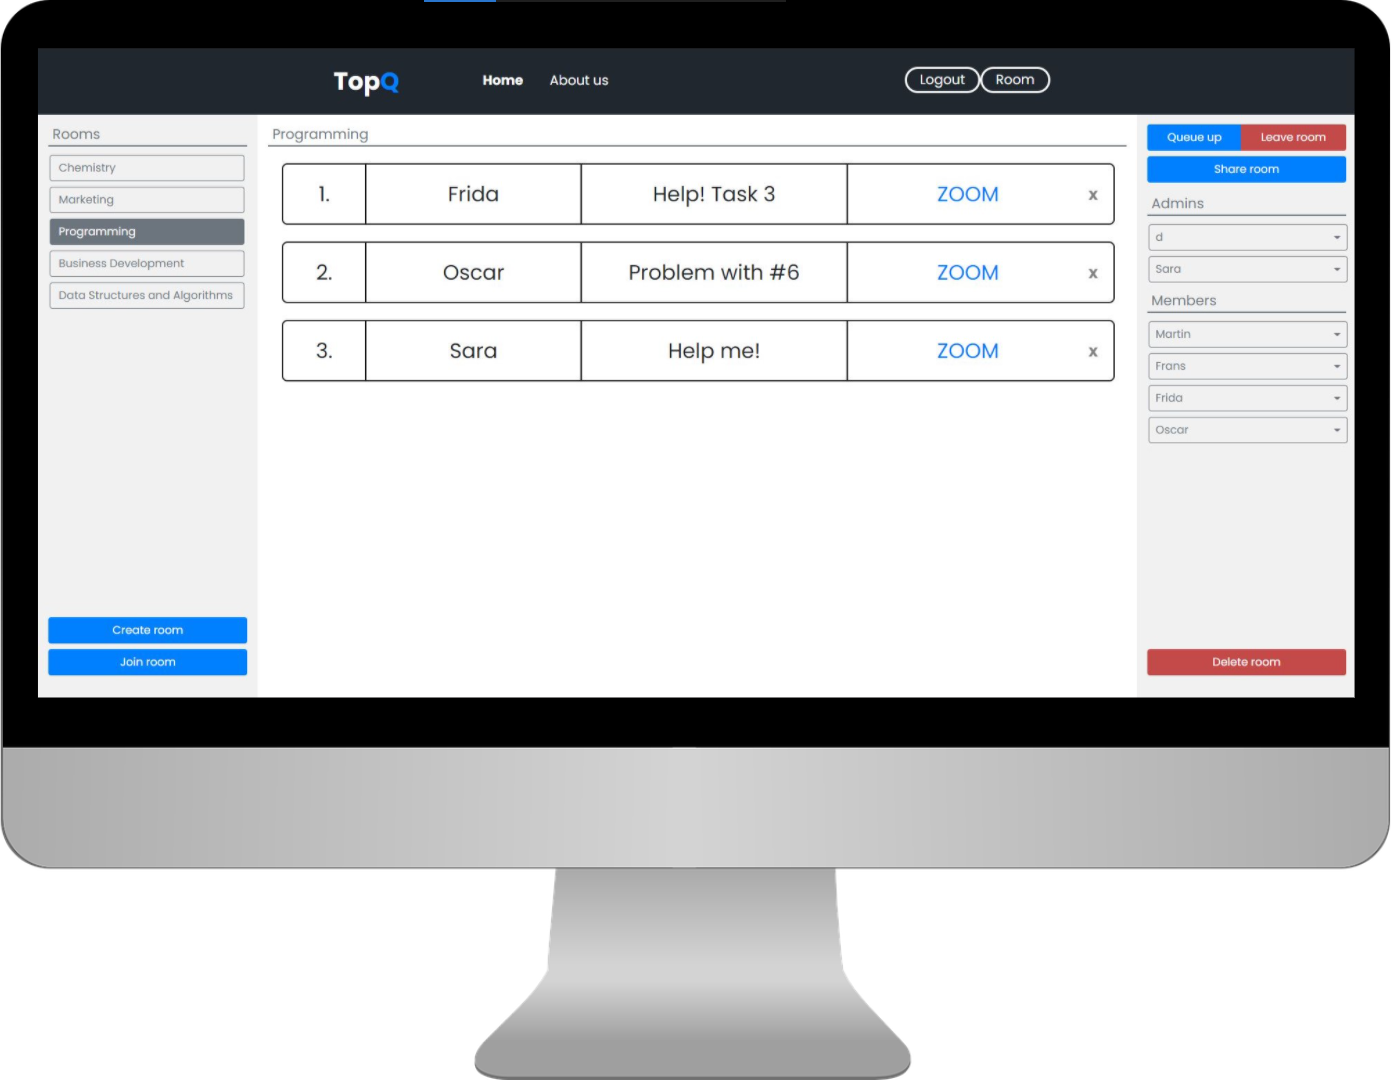 TopQ
Home
About us
Logout
Room
Rooms
Chemistry
Marketing
Programming
Business Development
Data Structures and Algorithms
Create room
Join room
Programming
1. Frida Help! Task 3 ZOOM x
2. Oscar Problem with #6 ZOOM x
3. Sara Help me! ZOOM x
Queue up
Leave room
Share room
Admins
d
Sara
Members
Martin
Frans
Frida
Oscar
Delete room